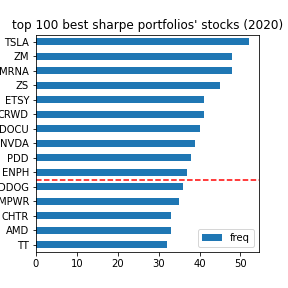 top 100 best sharpe portfolios' stocks (2020)
TSLA
ZM
MRNA
ZS
ETSY
CRWD
DOCU
NVDA
PDD
ENPH
DDOG
MPWR
CHTR
AMD
TT
freq
0 10 20 30 40 50